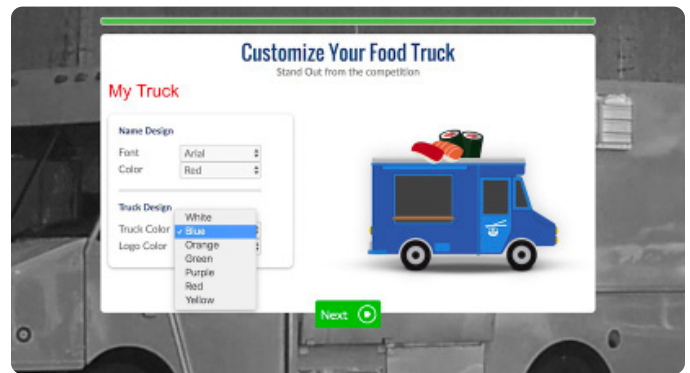 Customize Your Food Truck
Stand Out from the competition
My Truck
Name Design
Font Arial
Color Red
Truck Design
Truck Color
Logo Color
White
✓ Blue
Orange
Green
Purple
Red
Yellow
Next